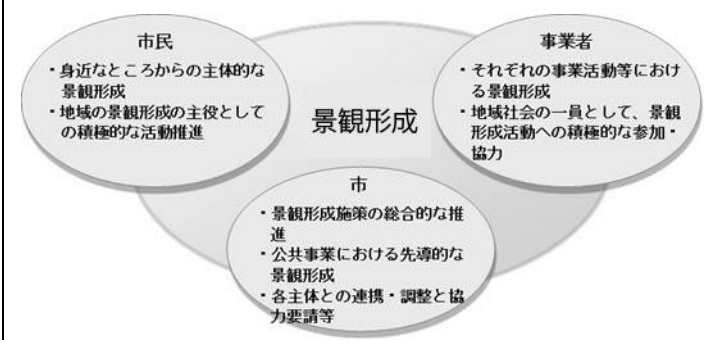 市民
・身近なところからの主体的な
景観形成
・地域の景観形成の主役として
の積極的な活動推進
事業者
・それぞれの事業活動等におけ
る景観形成
・地域社会の一員として、景観
形成活動への積極的な参加・
協力
景観形成
市
・景観形成施策の総合的な推
進
・公共事業における先導的な
景観形成
・各主体との連携・調整と協
力要請等